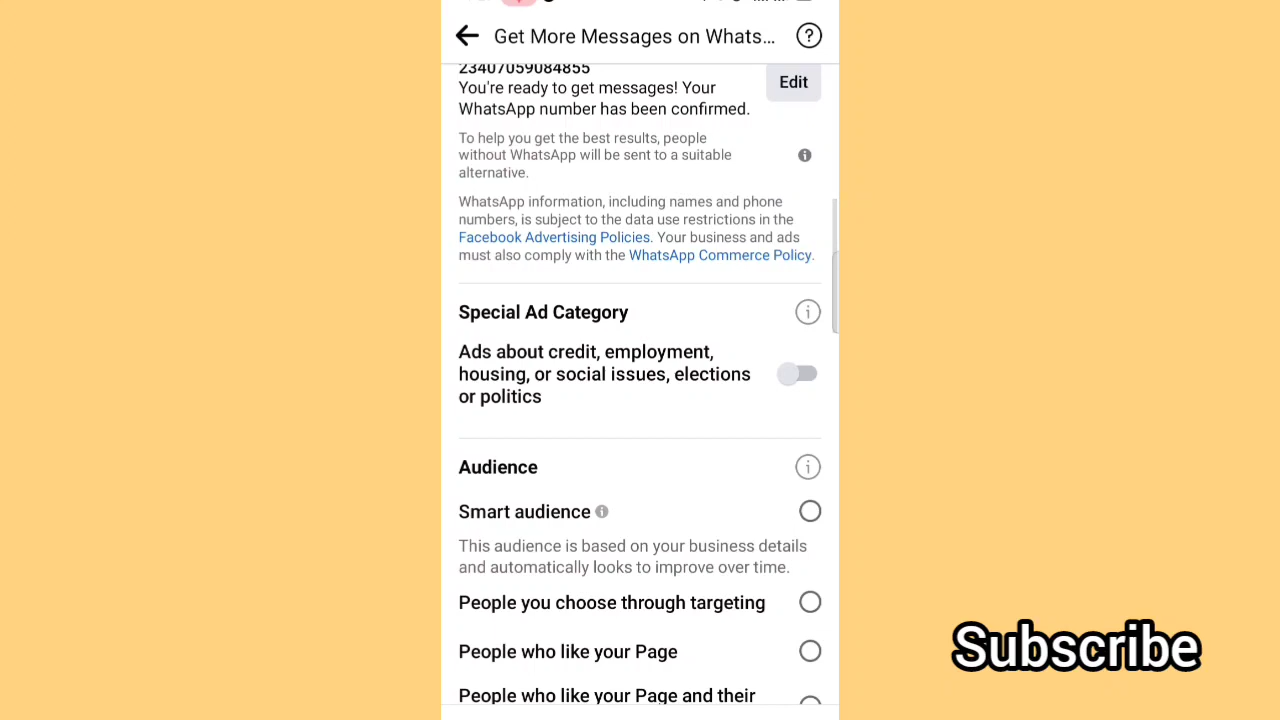 Get More Messages on Whats...
23407059084855
You're ready to get messages! Your
WhatsApp number has been confirmed.
Edit
To help you get the best results, people
without WhatsApp will be sent to a suitable
alternative.
WhatsApp information, including names and phone
numbers, is subject to the data use restrictions in the
Facebook Advertising Policies. Your business and ads
must also comply with the WhatsApp Commerce Policy.
Special Ad Category
Ads about credit, employment,
housing, or social issues, elections
or politics
Audience
Smart audience
This audience is based on your business details
and automatically looks to improve over time.
People you choose through targeting
People who like your Page
People who like your Page and their
Subscribe